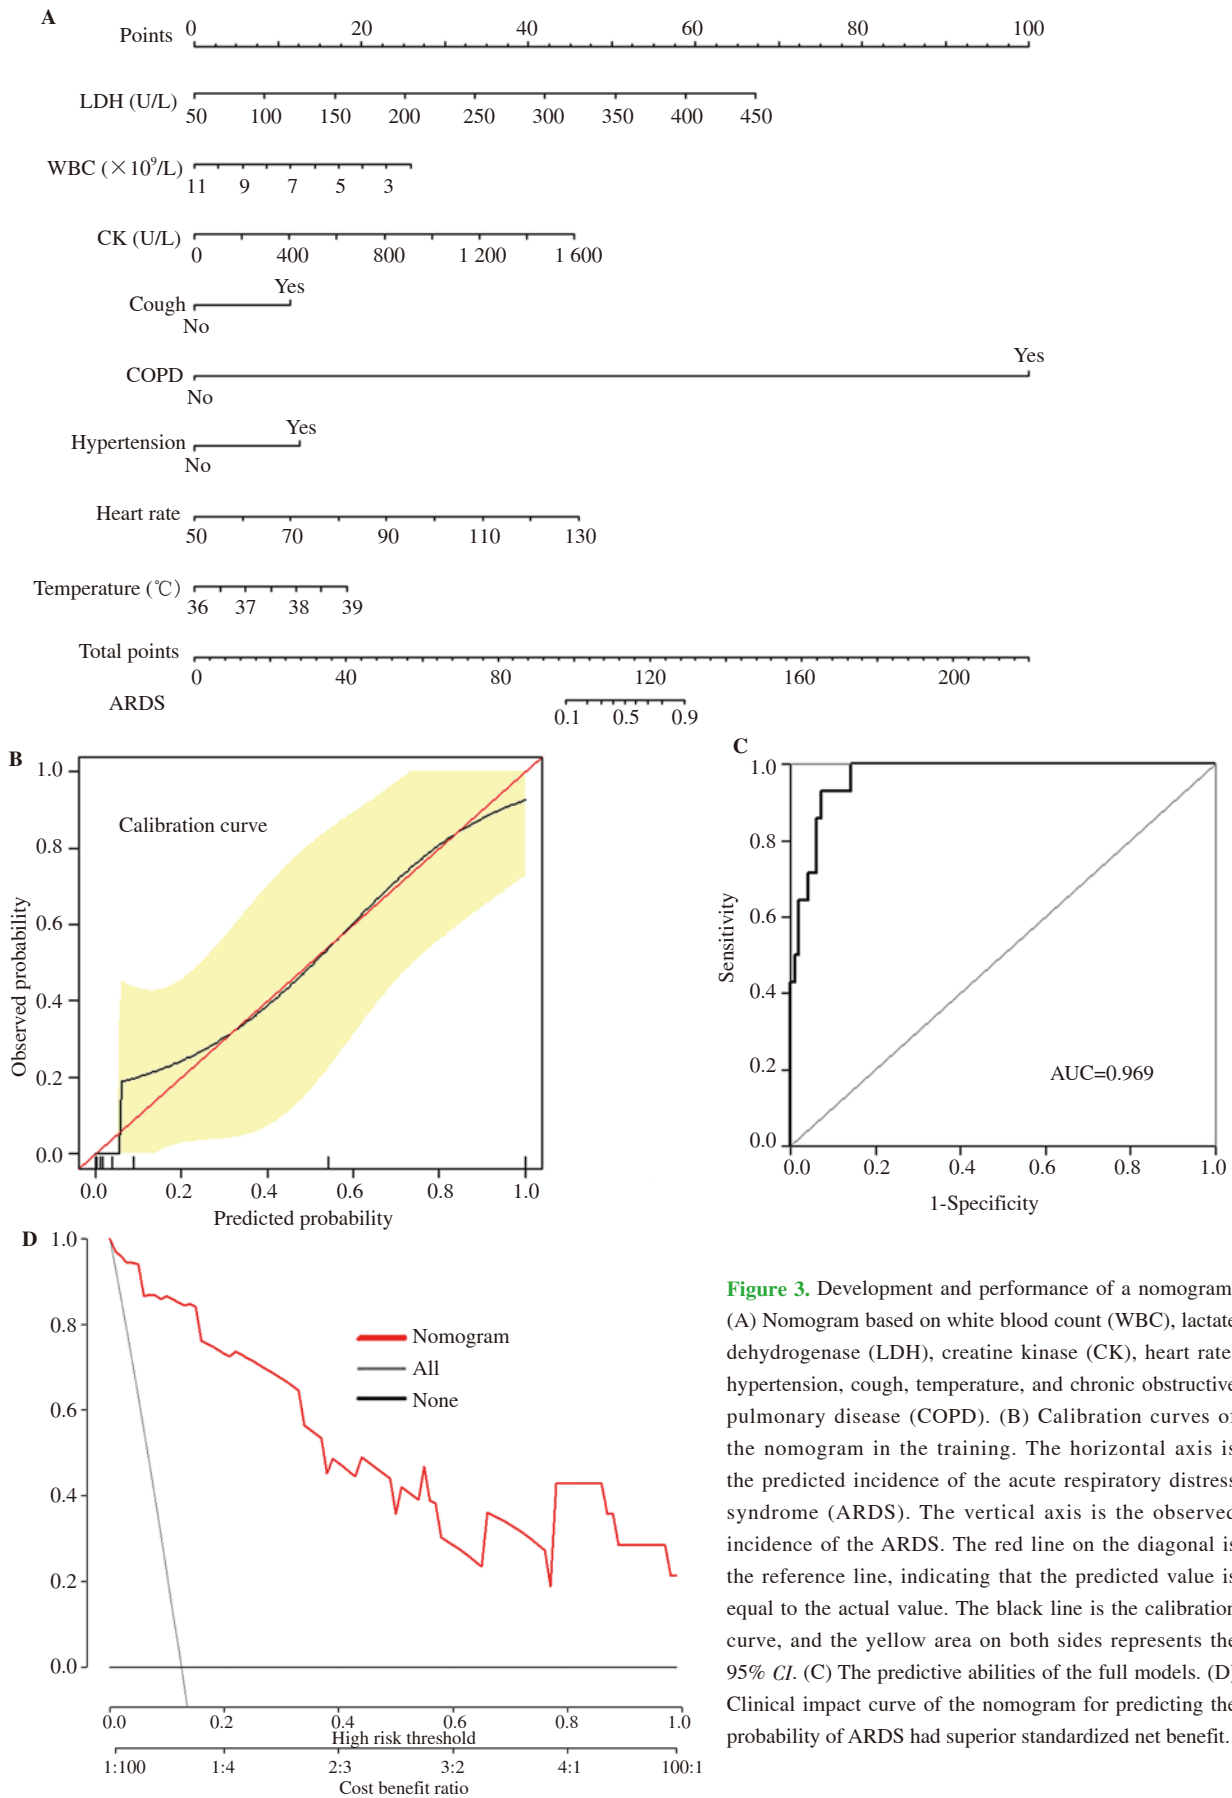 A
Points 0 20 40 60 80 100
LDH (U/L)
50 100 150 200 250 300 350 400 450
WBC (×10⁹/L)
11 9 7 5 3
CK (U/L)
0 400 800 1 200 1 600
Yes
Cough
No
Yes
COPD
No
Yes
Hypertension
No
Heart rate
50 70 90 110 130
Temperature (℃)
36 37 38 39
Total points
0 40 80 120 160 200
ARDS
0.1 0.5 0.9
B
1.0
0.8
0.6
0.4
0.2
0.0
Observed probability
Calibration curve
0.0 0.2 0.4 0.6 0.8 1.0
Predicted probability
C
1.0
0.8
0.6
0.4
0.2
0.0
Sensitivity
AUC=0.969
0.0 0.2 0.4 0.6 0.8 1.0
1-Specificity
D
1.0
0.8
0.6
0.4
0.2
0.0
Nomogram
All
None
0.0 0.2 0.4 0.6 0.8 1.0
High risk threshold
1:100 1:4 2:3 3:2 4:1 100:1
Cost benefit ratio
Figure 3. Development and performance of a nomogram
(A) Nomogram based on white blood count (WBC), lactate
dehydrogenase (LDH), creatine kinase (CK), heart rate
hypertension, cough, temperature, and chronic obstructive
pulmonary disease (COPD). (B) Calibration curves of
the nomogram in the training. The horizontal axis is
the predicted incidence of the acute respiratory distress
syndrome (ARDS). The vertical axis is the observed
incidence of the ARDS. The red line on the diagonal is
the reference line, indicating that the predicted value is
equal to the actual value. The black line is the calibration
curve, and the yellow area on both sides represents the
95% CI. (C) The predictive abilities of the full models. (D)
Clinical impact curve of the nomogram for predicting the
probability of ARDS had superior standardized net benefit.